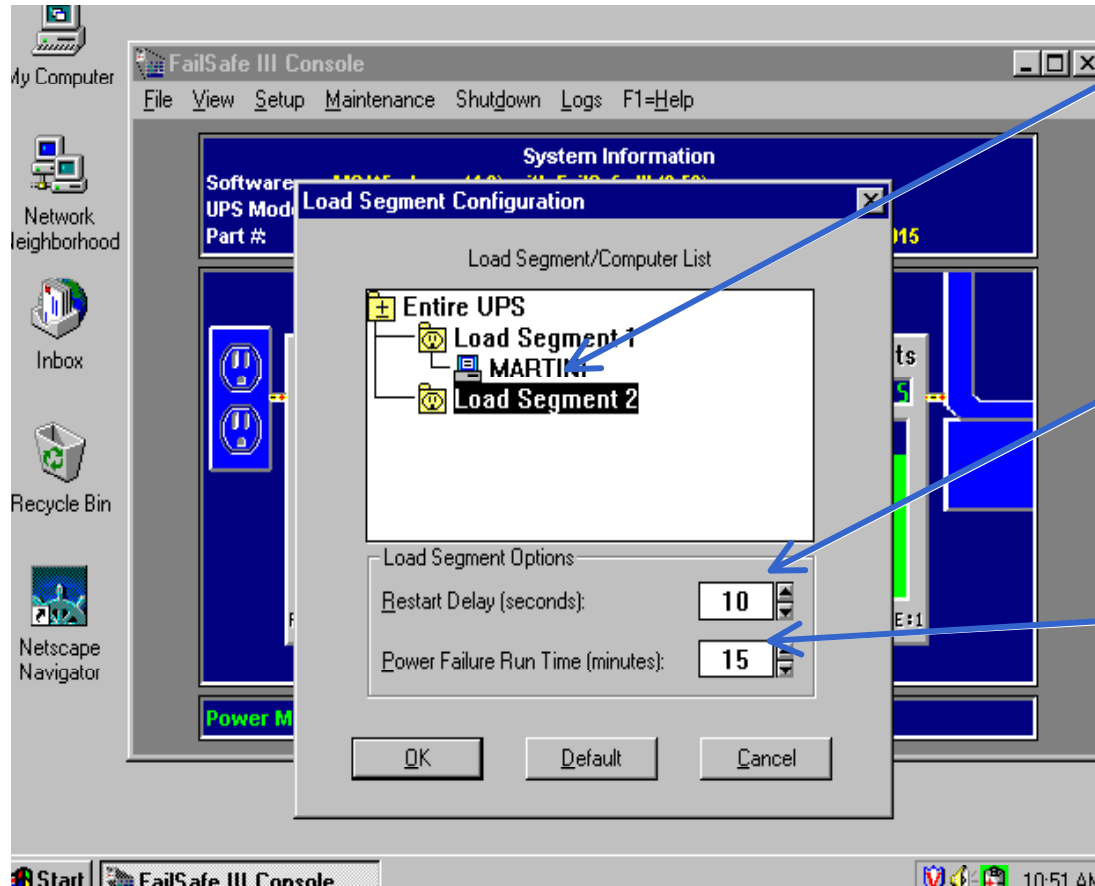 My Computer
FailSafe III Console
File View Setup Maintenance Shutdown Logs F1=Help
System Information
Software
UPS
Part #:
15
Load Segment Configuration
Load Segment/Computer List
Entire UPS
Load Segment 1
MARTINI
Load Segment 2
Load Segment Options
Restart Delay (seconds): 10
Power Failure Run Time (minutes): 15
OK Default Cancel
ts
5
E:1
Power
Network
Neighborhood
Inbox
Recycle Bin
Netscape
Navigator
Start FailSafe III Console 10:51 AM